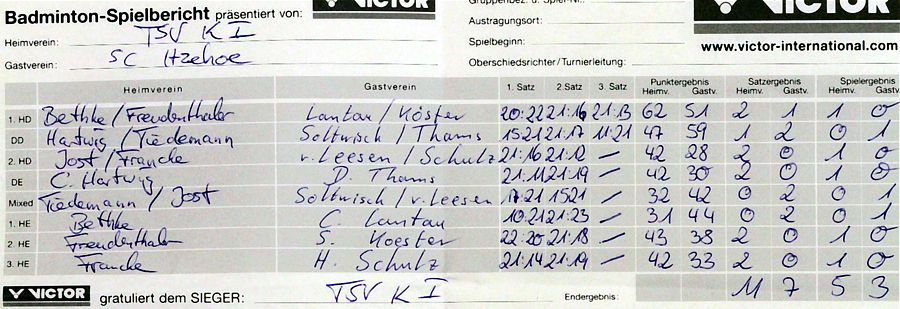 Badminton-Spielbericht präsentiert von: VICTOR
Gruppenbez. u. Spiel-Nr.: VICTOR
Heimverein: TSV K I
Austragungsort:
Gastverein: SC Itzehoe
Spielbeginn:
www.victor-international.com
Oberschiedsrichter/Turnierleitung:
Heimverein Gastverein 1. Satz 2. Satz 3. Satz Punktergebnis Heimv. Gastv. Satzergebnis Heimv. Gastv. Spielergebnis Heimv. Gastv.
1. HD Bethke/Freudenthaler Lantau/Köster 20:22 21:16 21:13 62 51 2 1 1 0
DD Hartwig/Tiedemann Soltwisch/Thams 15:21 21:17 11:21 47 59 1 2 0 1
2. HD Jost/Francke v. Leesen/Schulz 21:16 21:12 – 42 28 2 0 1 0
DE C. Hartwig D. Thams 21:11 21:19 – 42 30 2 0 1 0
Mixed Tiedemann/Jost Soltwisch/v. Leesen 17:21 15:21 – 32 42 0 2 0 1
1. HE Bethke C. Lantau 10:21 21:23 – 31 44 0 2 0 1
2. HE Freudenthaler S. Koester 22:20 21:18 – 43 38 2 0 1 0
3. HE Francke H. Schulz 21:14 21:19 – 42 33 2 0 1 0
VICTOR gratuliert dem SIEGER: TSV K I Endergebnis: 11 7 5 3